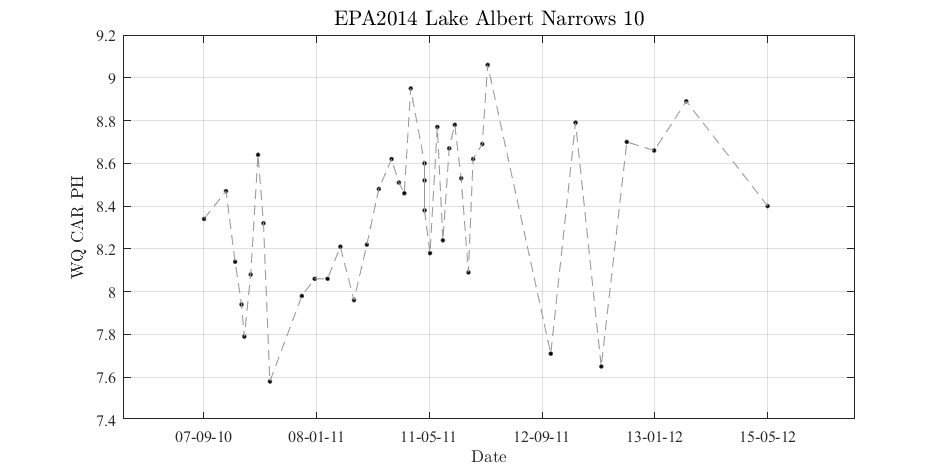 EPA2014 Lake Albert Narrows 10
WQ CAR PH
9.2
9
8.8
8.6
8.4
8.2
8
7.8
7.6
7.4
07-09-10 08-01-11 11-05-11 12-09-11 13-01-12 15-05-12
Date